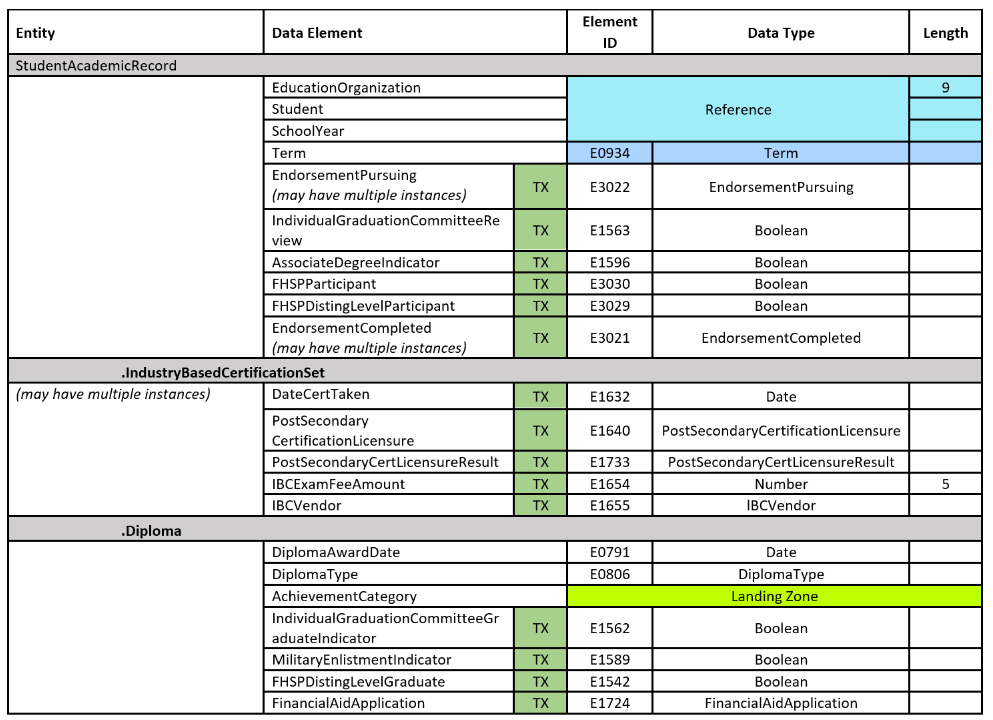 Entity Data Element Element ID Data Type Length
StudentAcademicRecord
EducationOrganization Reference 9
Student
SchoolYear
Term E0934 Term
EndorsementPursuing TX E3022 EndorsementPursuing
(may have multiple instances)
IndividualGraduationCommitteeRe TX E1563 Boolean
view
AssociateDegreeIndicator TX E1596 Boolean
FHSPParticipant TX E3030 Boolean
FHSPDistingLevelParticipant TX E3029 Boolean
EndorsementCompleted TX E3021 EndorsementCompleted
(may have multiple instances)
.IndustryBasedCertificationSet
(may have multiple instances) DateCertTaken TX E1632 Date
PostSecondary TX E1640 PostSecondaryCertificationLicensure
CertificationLicensure
PostSecondaryCertLicensureResult TX E1733 PostSecondaryCertLicensureResult
IBCExamFeeAmount TX E1654 Number 5
IBCVendor TX E1655 IBCVendor
.Diploma
DiplomaAwardDate E0791 Date
DiplomaType E0806 DiplomaType
AchievementCategory Landing Zone
IndividualGraduationCommitteeGr TX E1562 Boolean
aduateIndicator
MilitaryEnlistmentIndicator TX E1589 Boolean
FHSPDistingLevelGraduate TX E1542 Boolean
FinancialAidApplication TX E1724 FinancialAidApplication